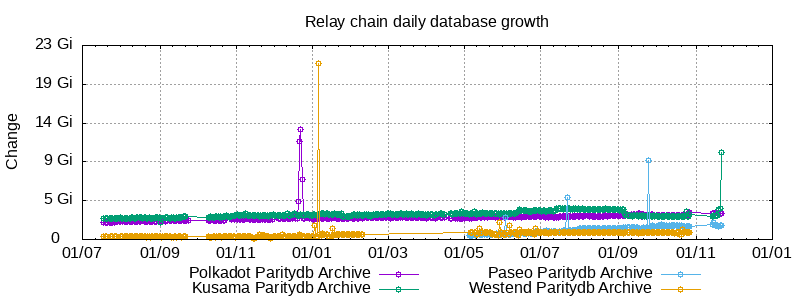 Relay chain daily database growth
23 Gi
19 Gi
14 Gi
9 Gi
5 Gi
0
Change
01/07 01/09 01/11 01/01 01/03 01/05 01/07 01/09 01/11 01/01
Polkadot Paritydb Archive Paseo Paritydb Archive
Kusama Paritydb Archive Westend Paritydb Archive